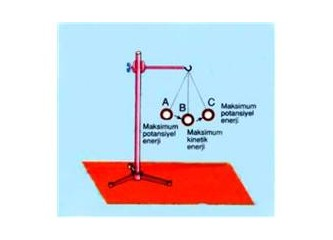 A
B
C
Maksimum
potansiyel
enerji
Maksimum
kinetik
enerji
Maksimum
potansiyel
enerji